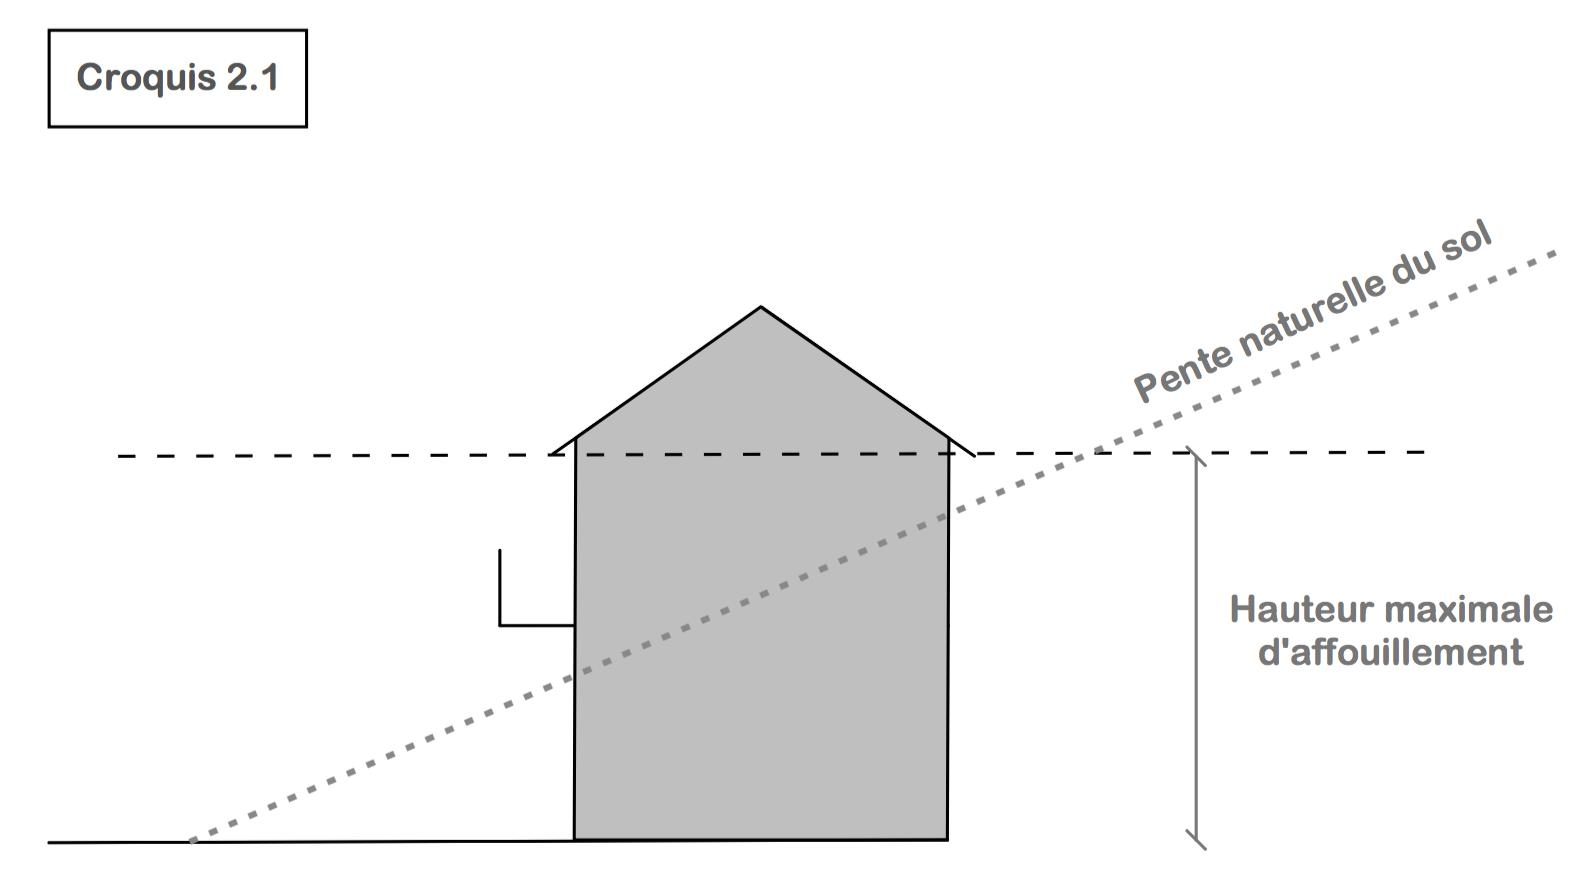 Croquis 2.1
Pente naturelle du sol
Hauteur maximale
d'affouillement